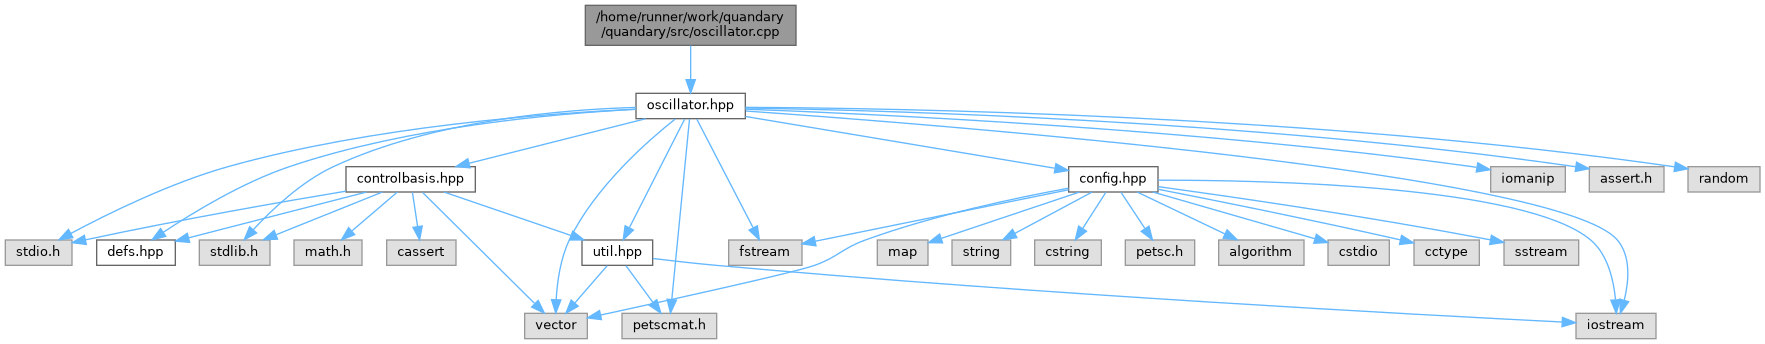 /home/runner/work/quandary
/quandary/src/oscillator.cpp
oscillator.hpp
controlbasis.hpp
config.hpp
iomanip
assert.h
random
stdio.h
defs.hpp
stdlib.h
math.h
cassert
util.hpp
fstream
map
string
cstring
petsc.h
algorithm
cstdio
cctype
sstream
vector
petscmat.h
iostream